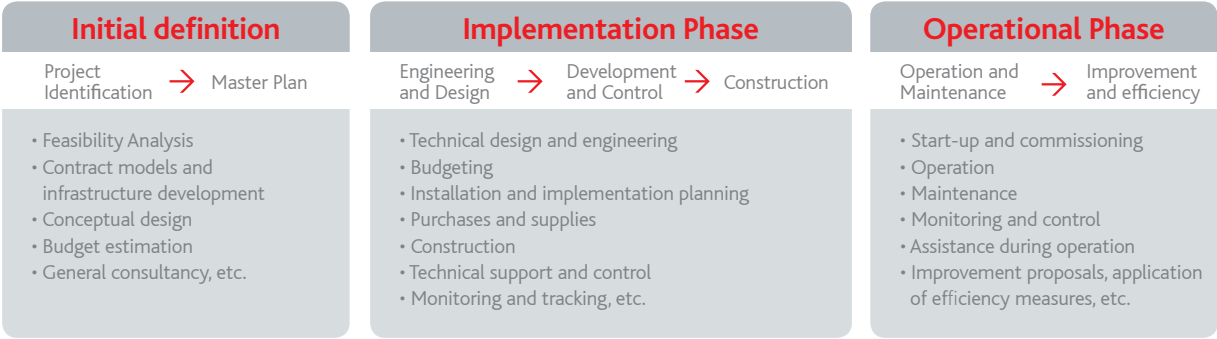 Initial definition
Project
Identification
Master Plan
• Feasibility Analysis
• Contract models and
infrastructure development
• Conceptual design
• Budget estimation
• General consultancy, etc.
Implementation Phase
Engineering
and Design
Development
and Control
Construction
• Technical design and engineering
• Budgeting
• Installation and implementation planning
• Purchases and supplies
• Construction
• Technical support and control
• Monitoring and tracking, etc.
Operational Phase
Operation and
Maintenance
Improvement
and efficiency
• Start-up and commissioning
• Operation
• Maintenance
• Monitoring and control
• Assistance during operation
• Improvement proposals, application
of efficiency measures, etc.